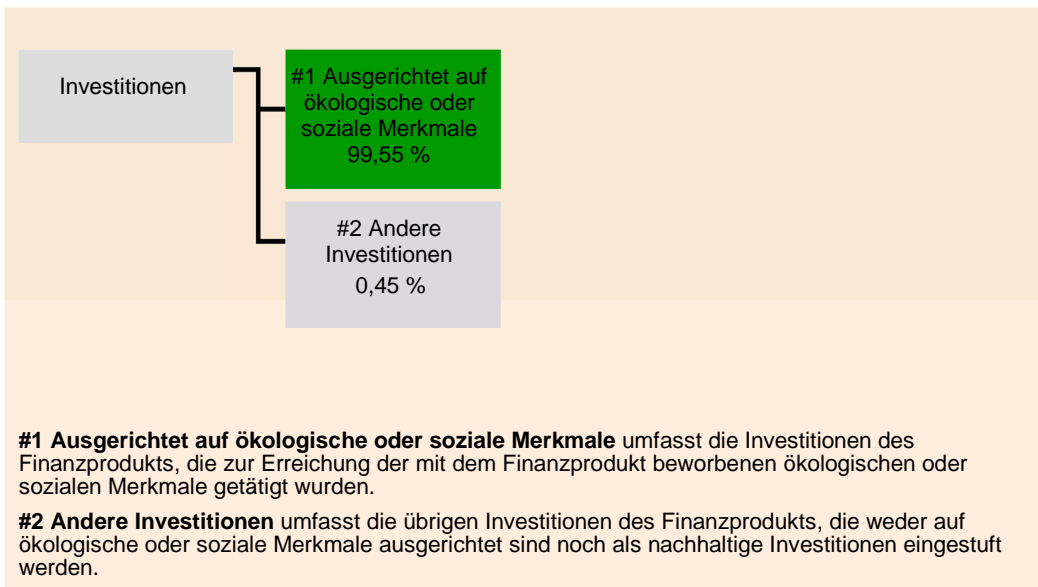 Investitionen
#1 Ausgerichtet auf
ökologische oder
soziale Merkmale
99,55 %
#2 Andere
Investitionen
0,45 %
#1 Ausgerichtet auf ökologische oder soziale Merkmale umfasst die Investitionen des
Finanzprodukts, die zur Erreichung der mit dem Finanzprodukt beworbenen ökologischen oder
sozialen Merkmale getätigt wurden.
#2 Andere Investitionen umfasst die übrigen Investitionen des Finanzprodukts, die weder auf
ökologische oder soziale Merkmale ausgerichtet sind noch als nachhaltige Investitionen eingestuft
werden.